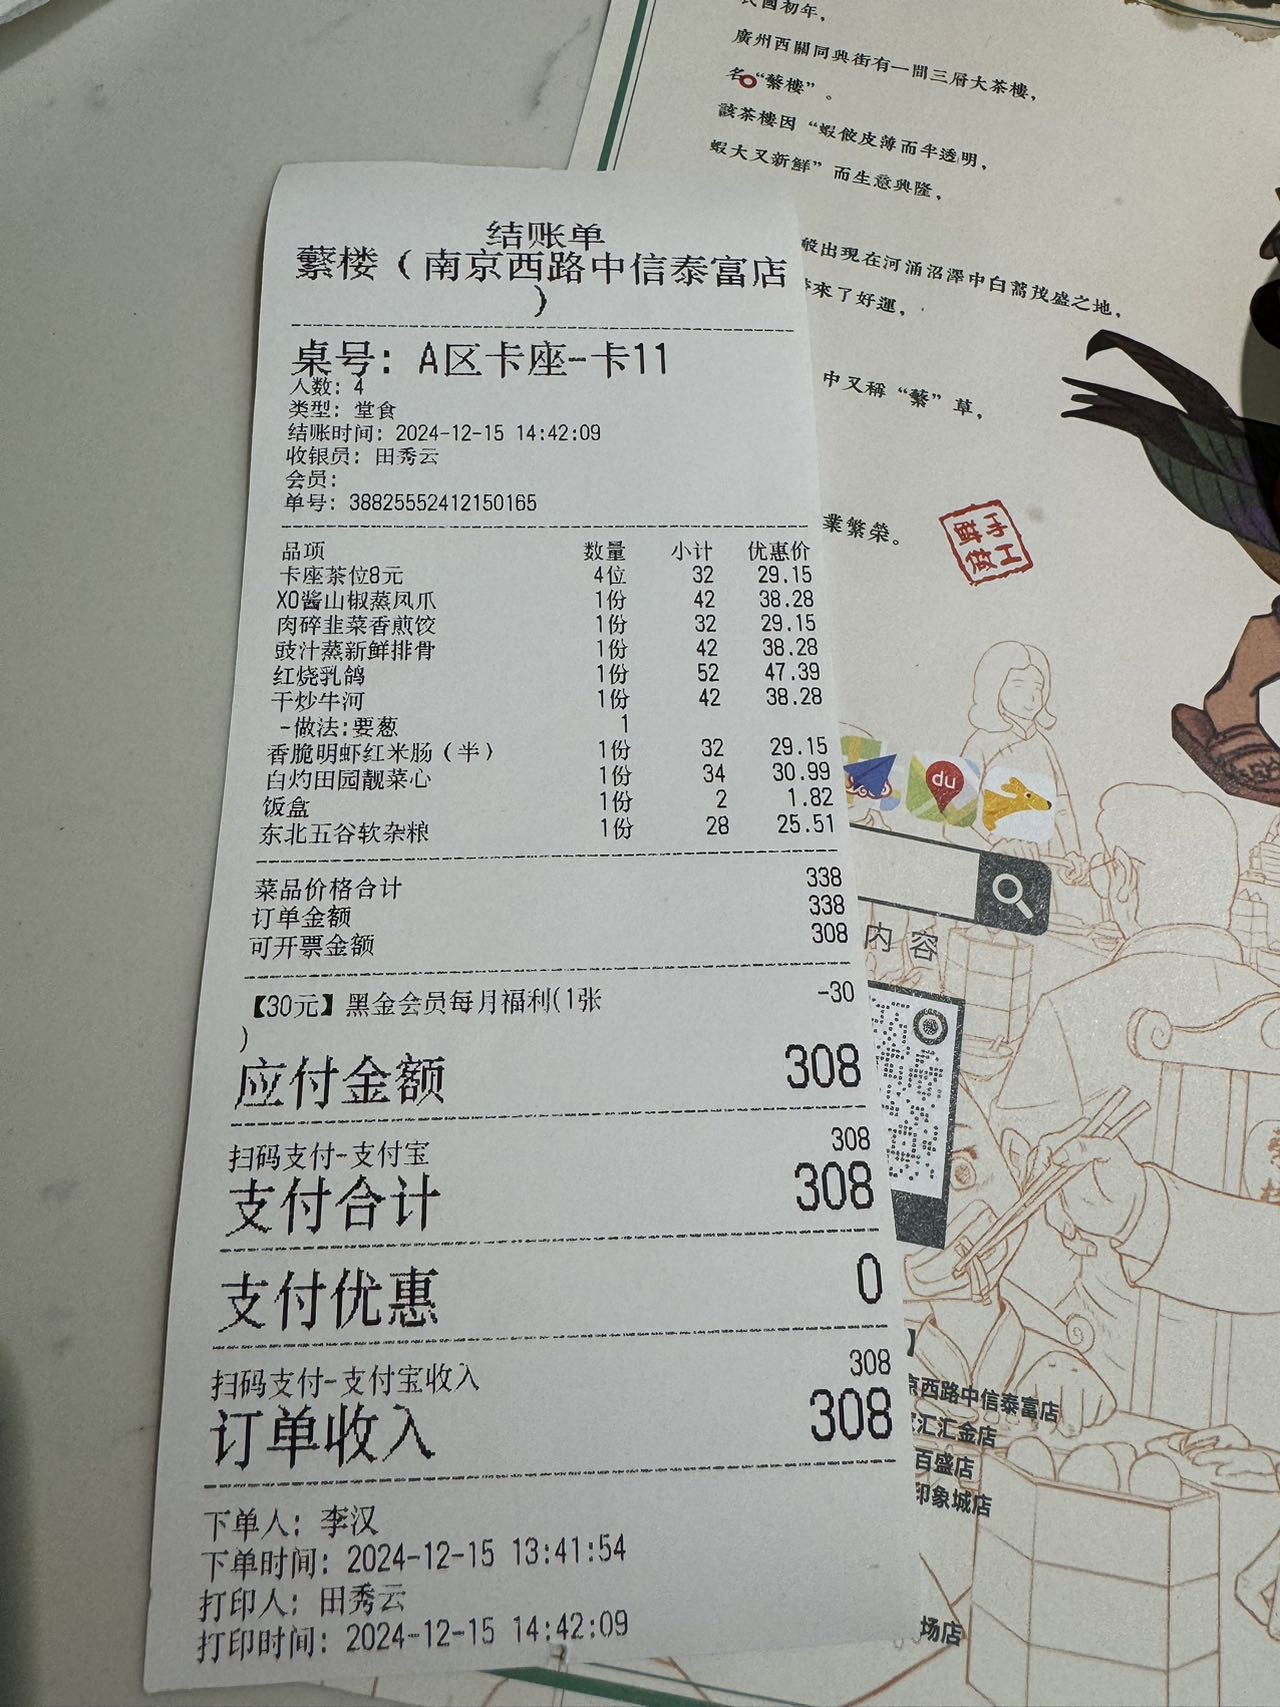 民國初年，
廣州西關同興街有一間三層大茶樓，
名“蘩樓”。
該茶樓因“蝦餃皮薄而半透明，
蝦大又新鮮”而生意興隆，
般出現在河涌沼澤中白蒿茂盛之地，
來了好運，
中又稱“蘩”草，
業繁榮。
结账单
蘩楼（南京西路中信泰富店
）
桌号：A区卡座-卡11
人数：4
类型：堂食
结账时间：2024-12-15 14:42:09
收银员：田秀云
会员：
单号：38825552412150165
品项 数量 小计 优惠价
卡座茶位8元 4位 32 29.15
XO酱山椒蒸凤爪 1份 42 38.28
肉碎韭菜香煎饺 1份 32 29.15
豉汁蒸新鲜排骨 1份 42 38.28
红烧乳鸽 1份 52 47.39
干炒牛河 1份 42 38.28
-做法:要葱 1
香脆明虾红米肠（半） 1份 32 29.15
白灼田园靓菜心 1份 34 30.99
饭盒 1份 2 1.82
东北五谷软杂粮 1份 28 25.51
菜品价格合计 338
订单金额 338
可开票金额 308
【30元】黑金会员每月福利(1张 -30
)
应付金额 308
扫码支付-支付宝 308
支付合计 308
支付优惠 0
扫码支付-支付宝收入 308
订单收入 308
下单人：李汉
下单时间：2024-12-15 13:41:54
打印人：田秀云
打印时间：2024-12-15 14:42:09
du
内容
】
京西路中信泰富店
汇汇金店
百盛店
印象城店
场店